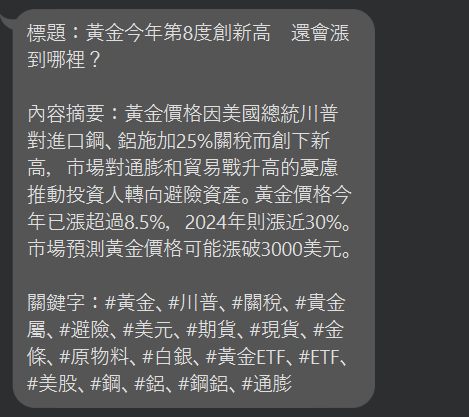 標題：黃金今年第8度創新高　還會漲
到哪裡？
內容摘要：黃金價格因美國總統川普
對進口鋼、鋁施加25%關稅而創下新
高，市場對通膨和貿易戰升高的憂慮
推動投資人轉向避險資產。黃金價格今
年已漲超過8.5%，2024年則漲近30%。
市場預測黃金價格可能漲破3000美元。
關鍵字：#黃金、#川普、#關稅、#貴金
屬、#避險、#美元、#期貨、#現貨、#金
條、#原物料、#白銀、#黃金ETF、#ETF、
#美股、#鋼、#鋁、#鋼鋁、#通膨